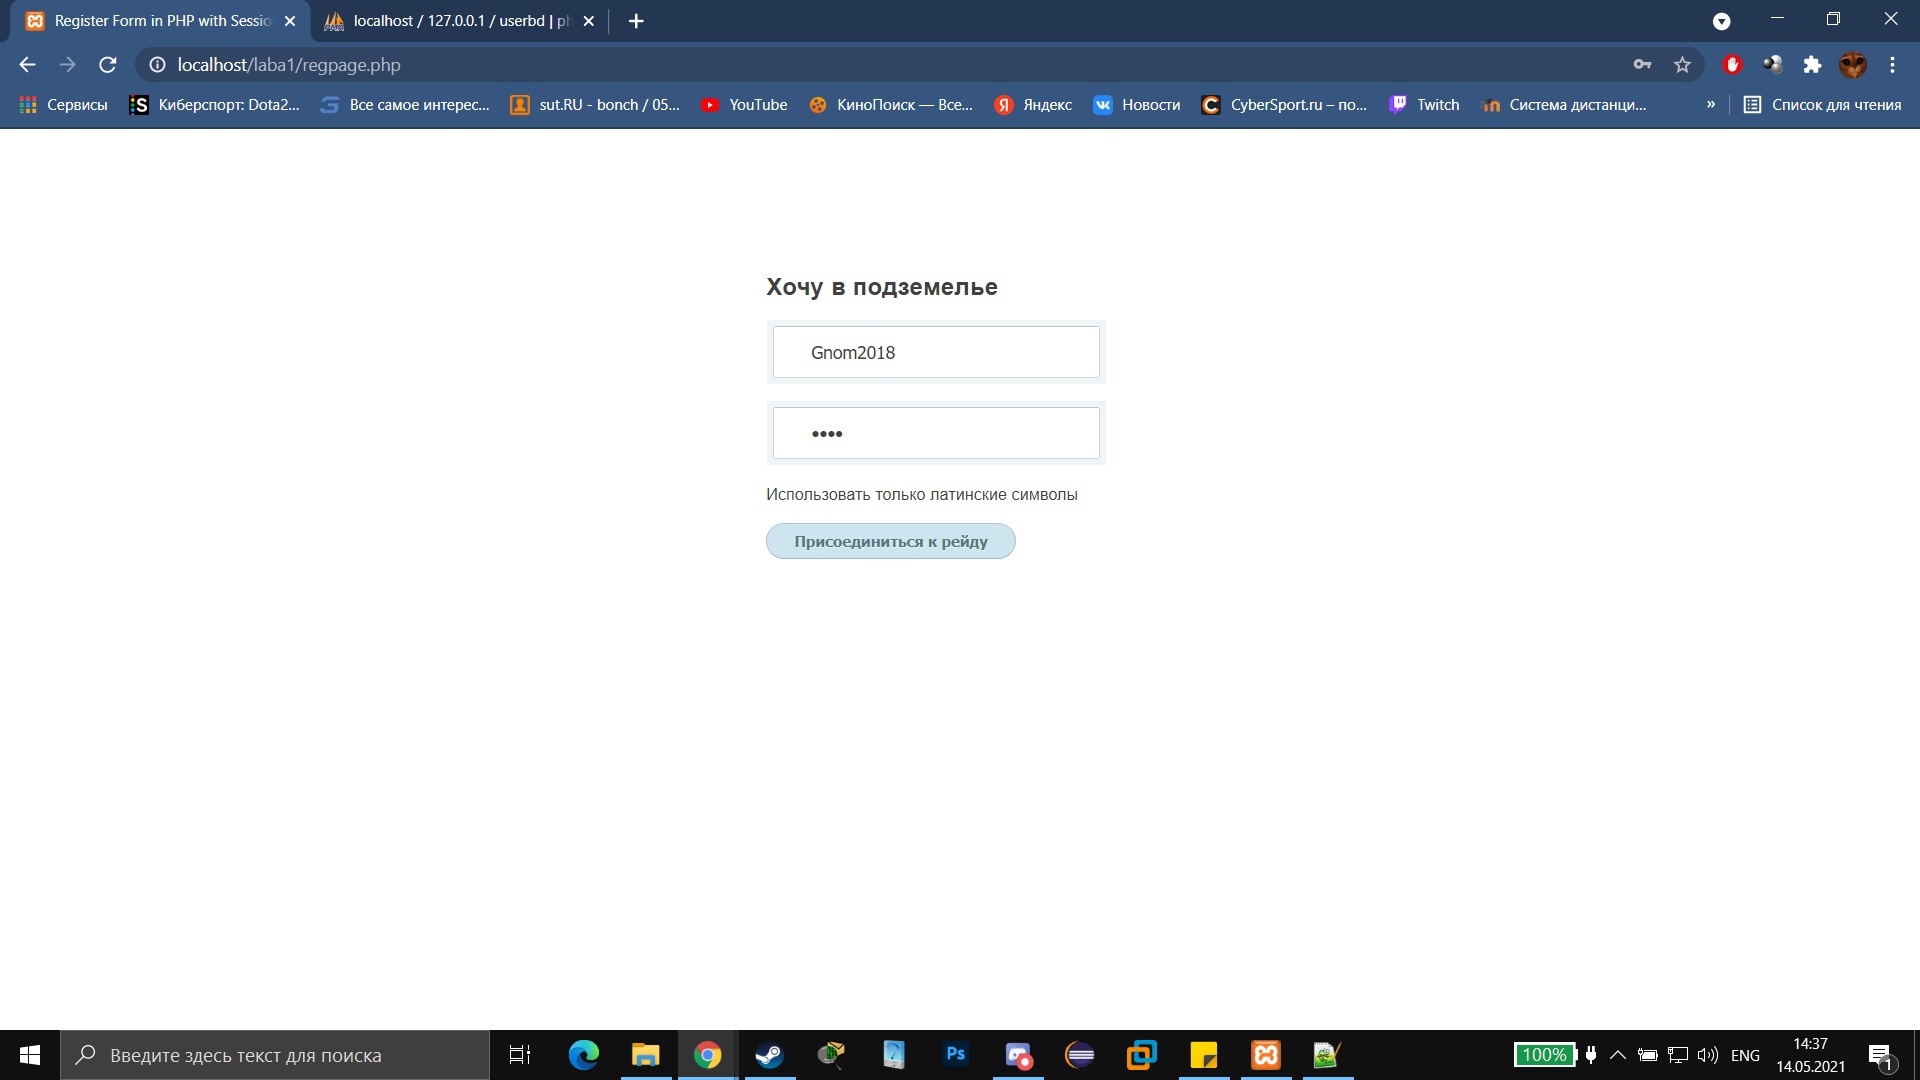 Register Form in PHP with Sessio
localhost / 127.0.0.1 / userbd | ph
localhost/laba1/regpage.php
Сервисы
Киберспорт: Dota2...
Все самое интерес...
sut.RU - bonch / 05...
YouTube
КиноПоиск — Все...
Яндекс
Новости
CyberSport.ru – по...
Twitch
Система дистанци...
»
Список для чтения
Хочу в подземелье
Gnom2018
••••
Использовать только латинские символы
Присоединиться к рейду
Введите здесь текст для поиска
Ps
100%
ENG
14:37
14.05.2021
1